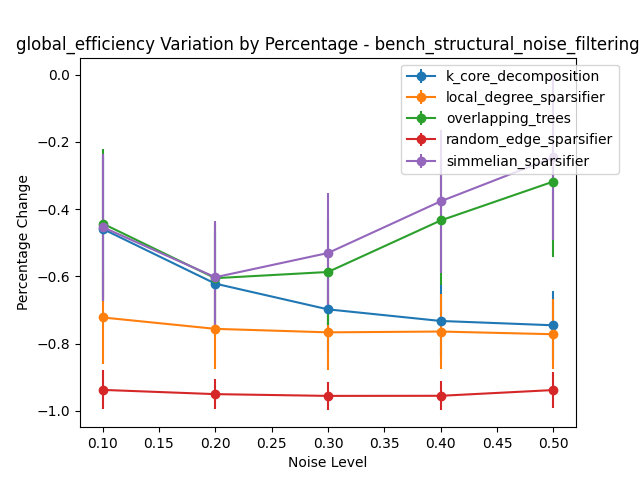 global_efficiency Variation by Percentage - bench_structural_noise_filtering
k_core_decomposition
local_degree_sparsifier
overlapping_trees
random_edge_sparsifier
simmelian_sparsifier
Percentage Change
0.0
−0.2
−0.4
−0.6
−0.8
−1.0
0.10 0.15 0.20 0.25 0.30 0.35 0.40 0.45 0.50
Noise Level